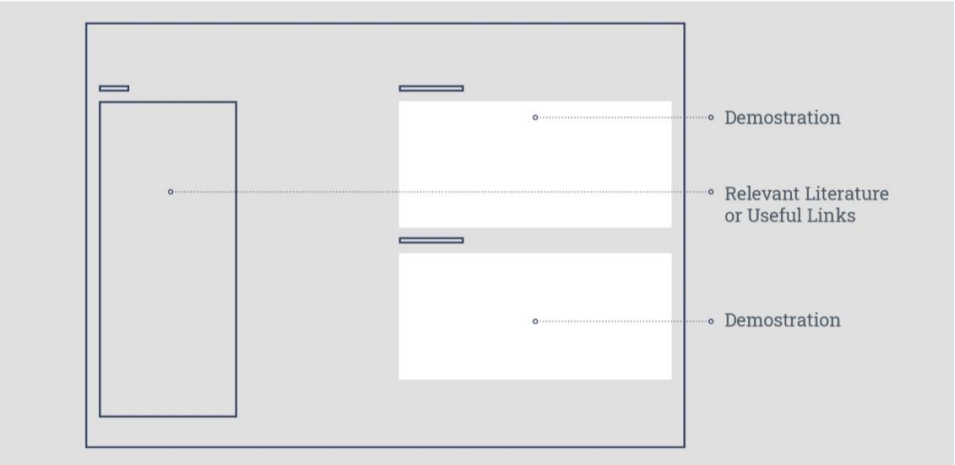 Demostration
Relevant Literature
or Useful Links
Demostration